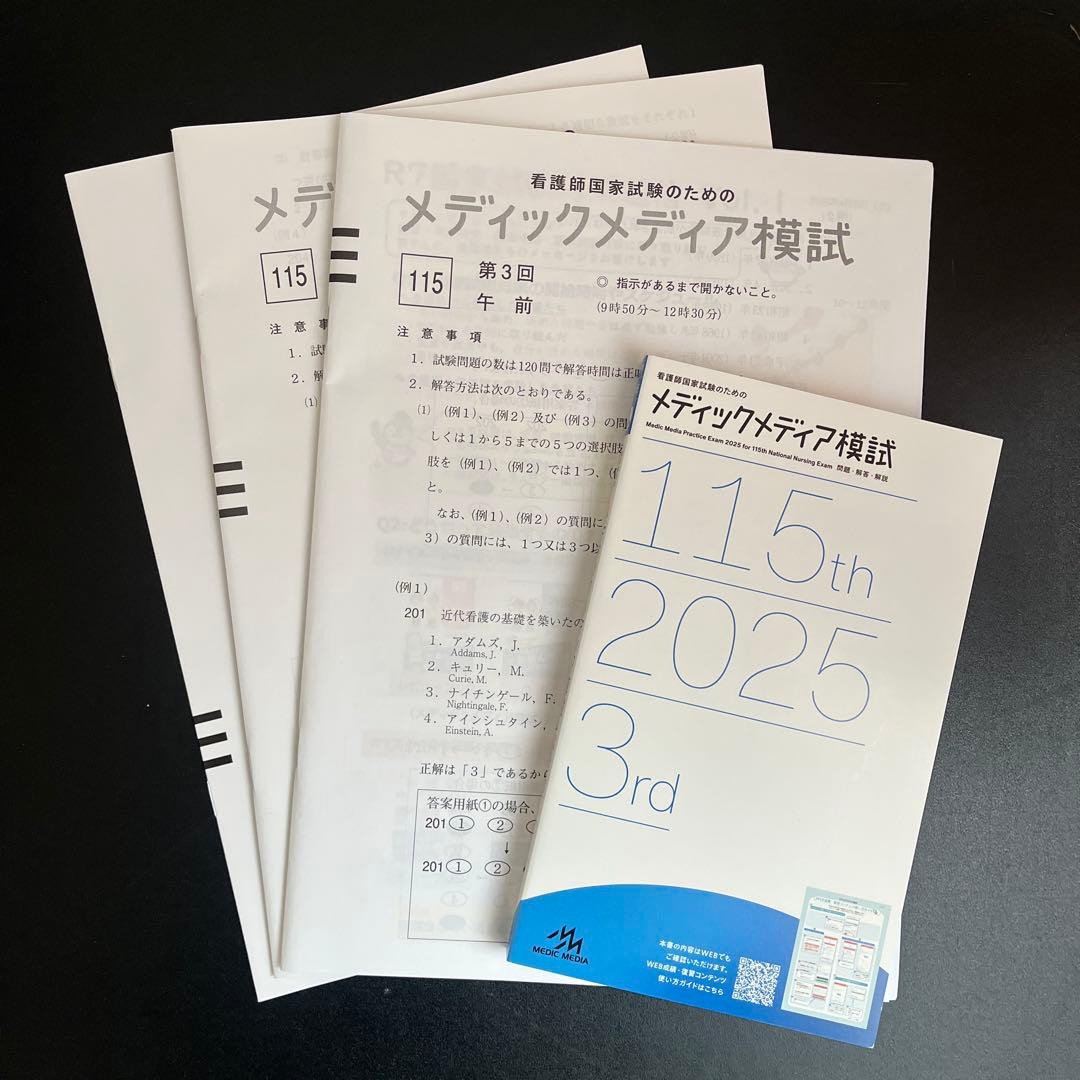 看護師国家試験のための
メディックメディア模試
115
第3回
午 前
◎ 指示があるまで開かないこと。
(9時50分～12時30分)
注 意 事 項
1. 試験問題の数は120問で解答時間は正
2. 解答方法は次のとおりである。
(1) (例1)、(例2)及び(例3)の問
しくは1から5までの5つの選択肢
肢を(例1)、(例2)では1つ、(
と。
なお、(例1)、(例2)の質問に
3)の質問には、1つ又は3つ以
(例1)
201 近代看護の基礎を築いたの
1. アダムズ, J.
Addams, J.
2. キュリー, M.
Curie, M.
3. ナイチンゲール, F.
Nightingale, F.
4. アインシュタイン,
Einstein, A.
正解は「3」であるから
答案用紙①の場合、
201 ① ②
↓
201 ① ②
メデ
115
注 意 事
1. 試
2. 解
(1)
看護師国家試験のための
メディックメディア模試
Medic Media Practice Exam 2025 for 115th National Nursing Exam 問題・解答・解説
115th
2025
3rd
MEDIC MEDIA
本書の内容はWEBでも
ご確認いただけます。
WEB成績・復習コンテンツ
使い方ガイドはこちら